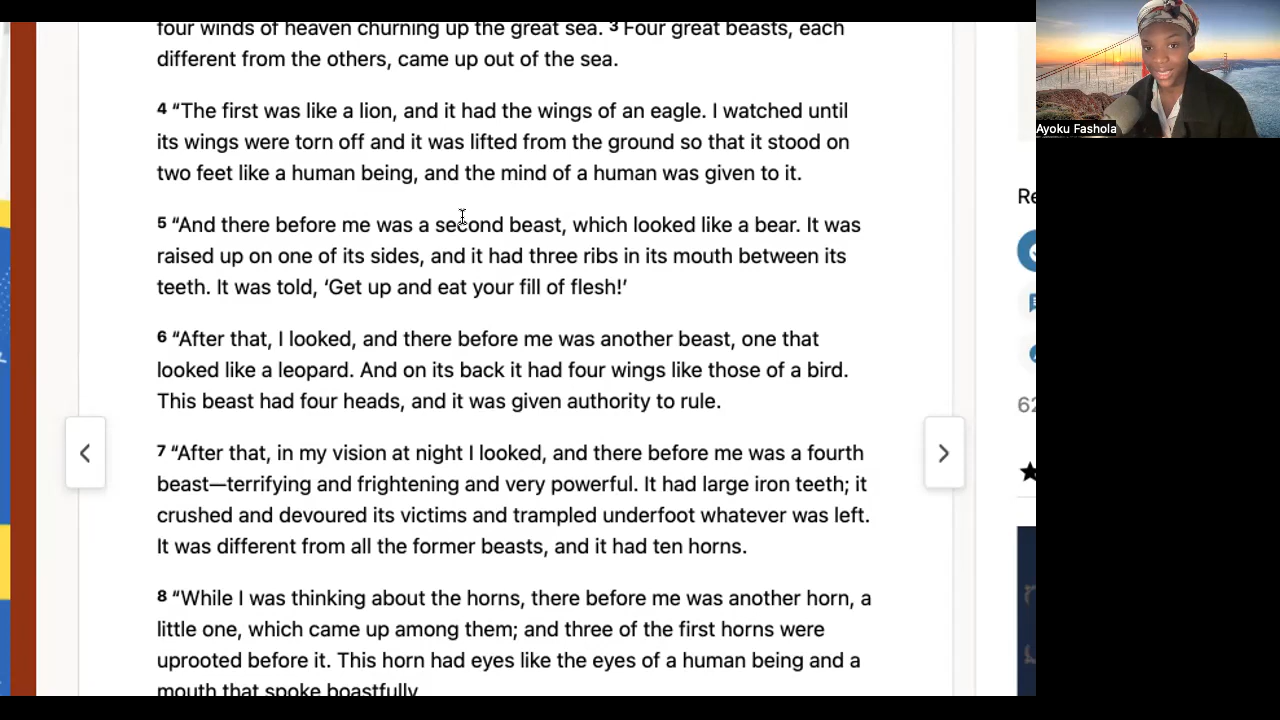 four winds of heaven churning up the great sea. 3 Four great beasts, each
different from the others, came up out of the sea.
4 “The first was like a lion, and it had the wings of an eagle. I watched until
its wings were torn off and it was lifted from the ground so that it stood on
two feet like a human being, and the mind of a human was given to it.
5 “And there before me was a second beast, which looked like a bear. It was
raised up on one of its sides, and it had three ribs in its mouth between its
teeth. It was told, ‘Get up and eat your fill of flesh!’
6 “After that, I looked, and there before me was another beast, one that
looked like a leopard. And on its back it had four wings like those of a bird.
This beast had four heads, and it was given authority to rule.
7 “After that, in my vision at night I looked, and there before me was a fourth
beast—terrifying and frightening and very powerful. It had large iron teeth; it
crushed and devoured its victims and trampled underfoot whatever was left.
It was different from all the former beasts, and it had ten horns.
8 “While I was thinking about the horns, there before me was another horn, a
little one, which came up among them; and three of the first horns were
uprooted before it. This horn had eyes like the eyes of a human being and a
mouth that spoke boastfully
Ayoku Fashola
Re
62